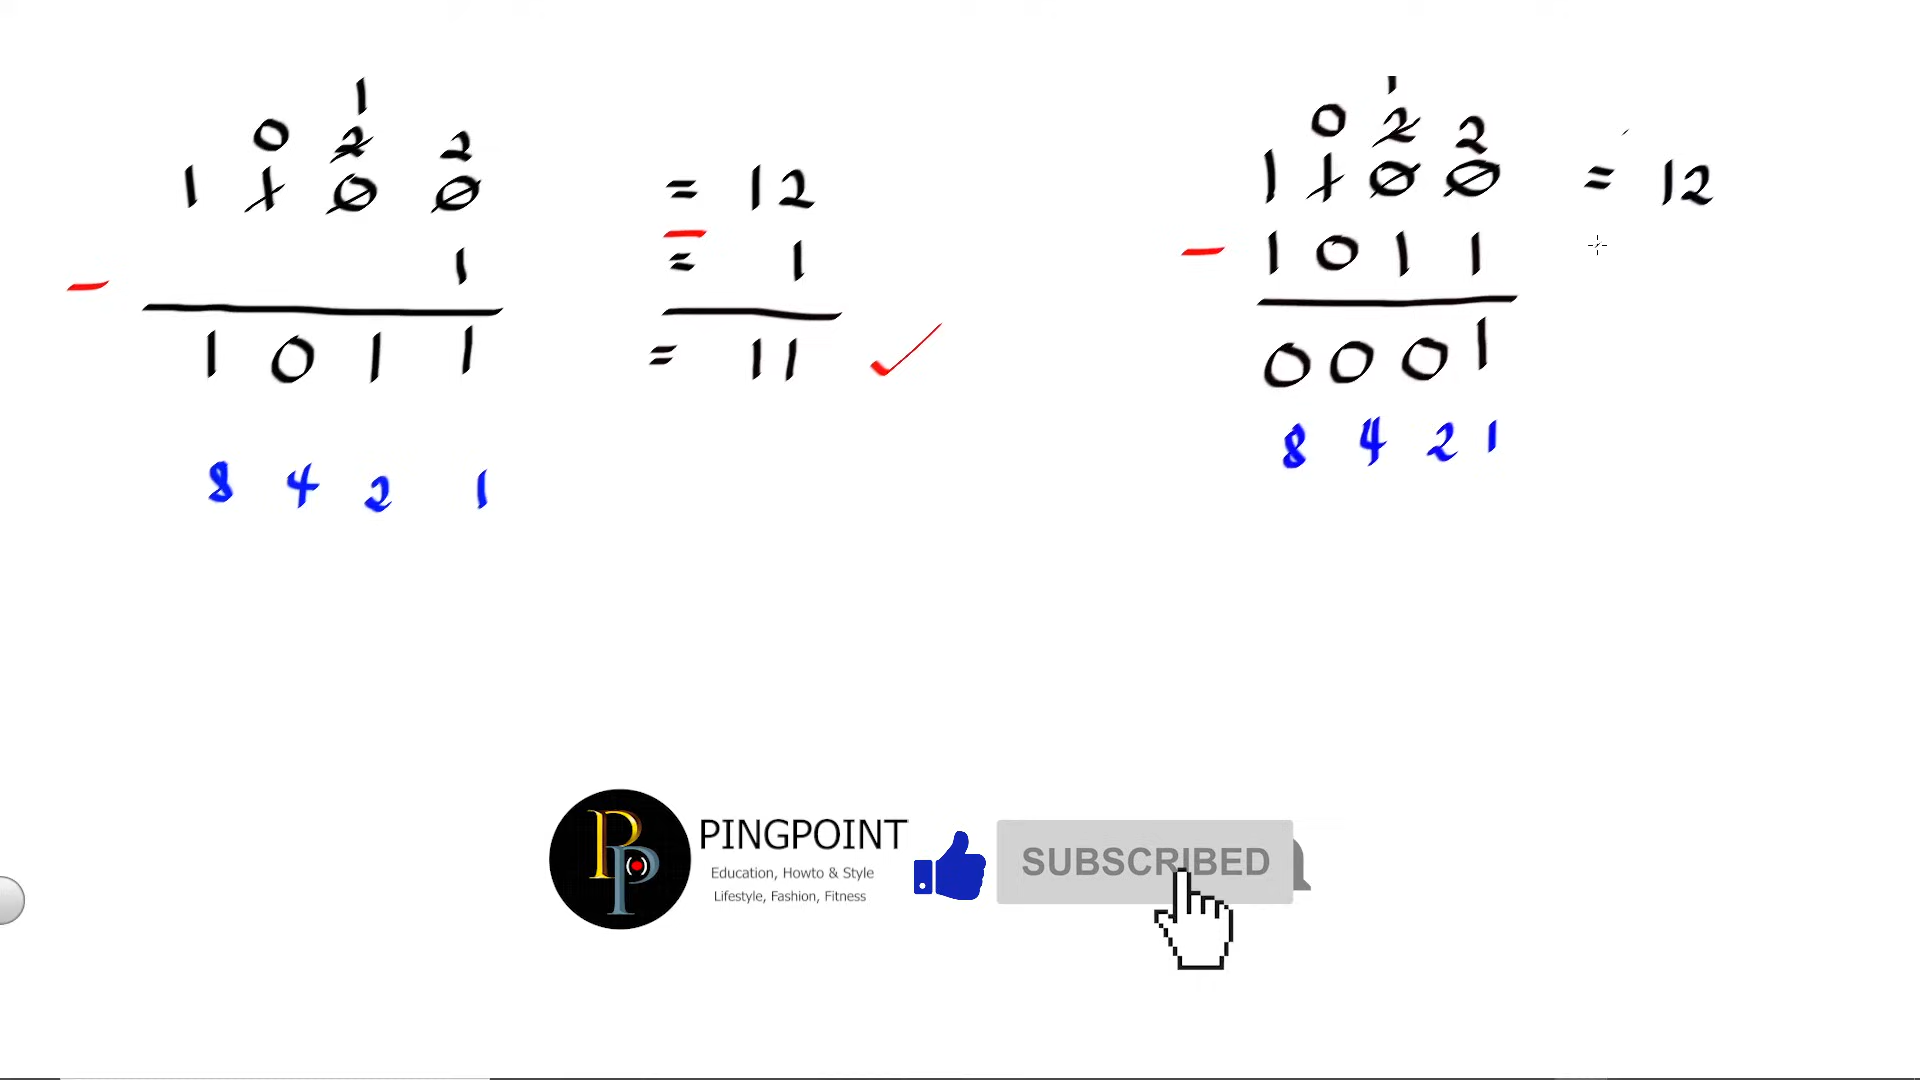 1
0 2 2
1 1 0 0 = 12
- 1 - = 1
1 0 1 1 = 11
8 4 2 1
1
0 2 2
1 1 0 0 = 12
- 1 0 1 1
0 0 0 1
8 4 2 1
PINGPOINT
Education, Howto & Style
Lifestyle, Fashion, Fitness
SUBSCRIBED